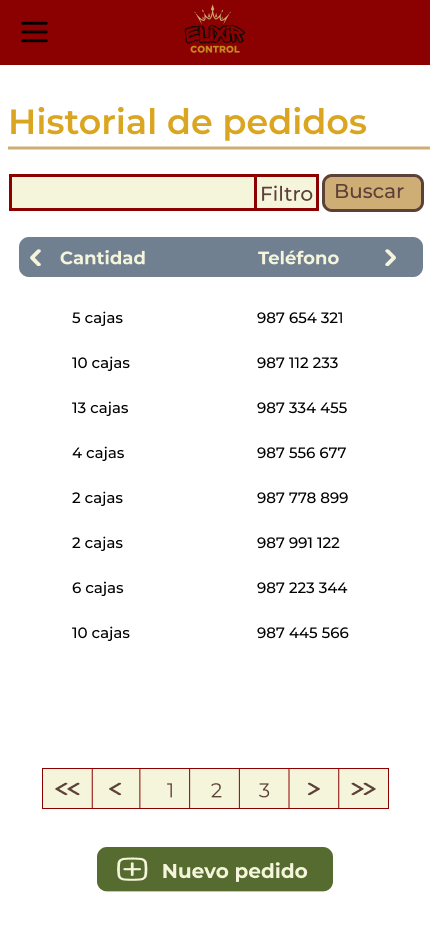 ELIXIR
CONTROL
Historial de pedidos
Filtro Buscar
< Cantidad Teléfono >
5 cajas 987 654 321
10 cajas 987 112 233
13 cajas 987 334 455
4 cajas 987 556 677
2 cajas 987 778 899
2 cajas 987 991 122
6 cajas 987 223 344
10 cajas 987 445 566
<< < 1 2 3 > >>
Nuevo pedido